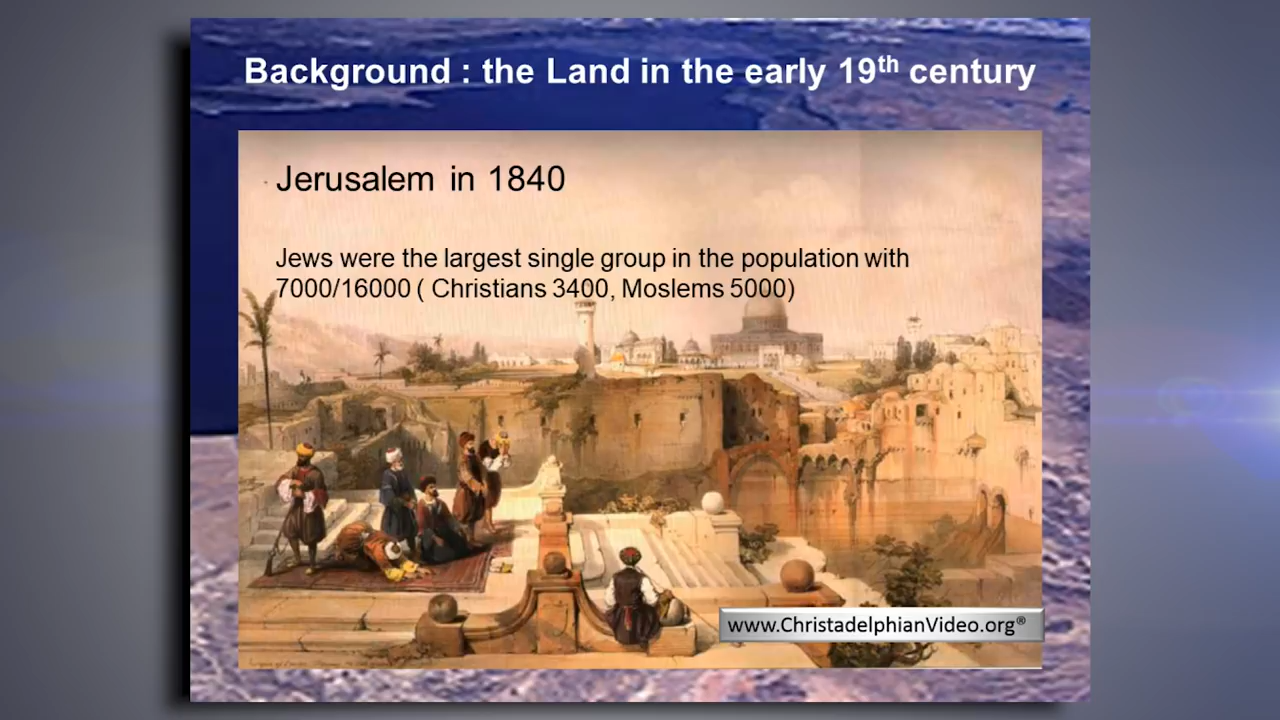 Background : the Land in the early 19th century
Jerusalem in 1840
Jews were the largest single group in the population with
7000/16000 ( Christians 3400, Moslems 5000)
www.ChristadelphianVideo.org®